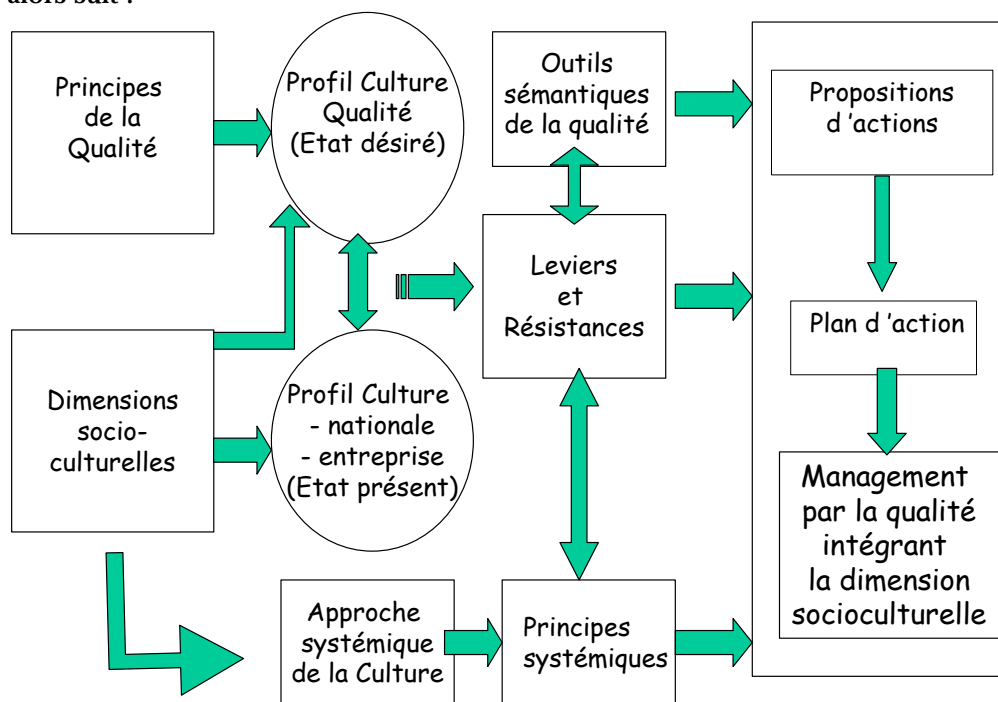 alors suit :
Principes
de la
Qualité
Profil Culture
Qualité
(Etat désiré)
Outils
sémantiques
de la qualité
Propositions
d ’actions
Leviers
et
Résistances
Plan d ’action
Dimensions
socio-
culturelles
Profil Culture
- nationale
- entreprise
(Etat présent)
Management
par la qualité
intégrant
la dimension
socioculturelle
Approche
systémique
de la Culture
Principes
systémiques